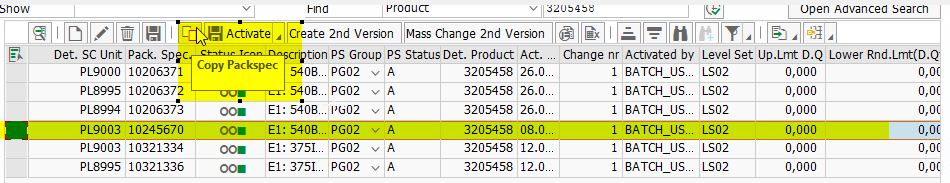 Show Find Product 3205458 Open Advanced Search
Activate Create 2nd Version Mass Change 2nd Version
Det. SC Unit Pack. Spec. Status Icon Description PS Group PS Status Det. Product Act. ... Change nr Activated by Level Set Up.Lmt D.Q Lower Rnd.Lmt(D.Q
Copy Packspec
PL9000 10206371 540B... PG02 A 3205458 26.0... 1 BATCH_US... LS02 0,000 0,000
PL8995 10206372 E1: 540B... PG02 A 3205458 26.0... 1 BATCH_US... LS02 0,000 0,000
PL8994 10206373 E1: 540B... PG02 A 3205458 26.0... 1 BATCH_US... LS02 0,000 0,000
PL9003 10245670 E1: 540B... PG02 A 3205458 08.0... 1 BATCH_US... LS02 0,000 0,000
PL9003 10321334 E1: 375I... PG02 A 3205458 12.0... 1 BATCH_US... LS02 0,000 0,000
PL8995 10321336 E1: 375I... PG02 A 3205458 12.0... 1 BATCH_US... LS02 0,000 0,000